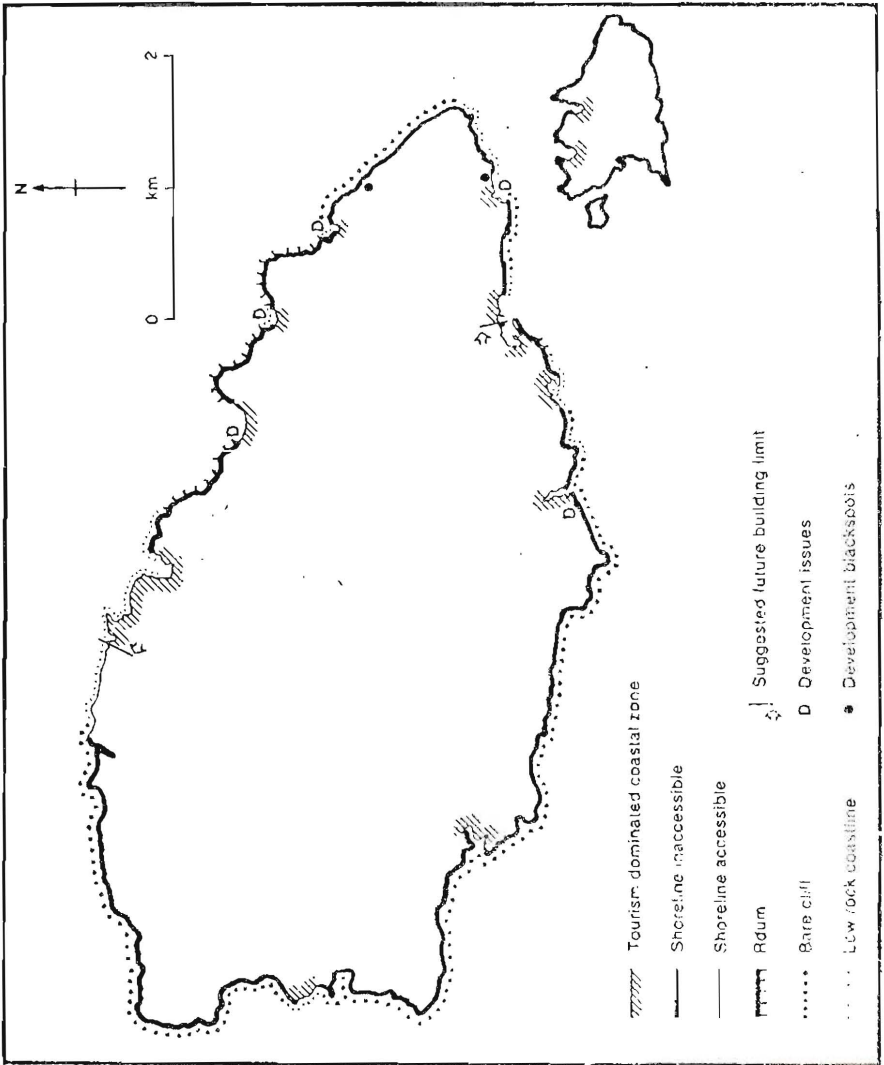 N
0 km 2
D
D
D
D
D
Tourism dominated coastal zone
Shoreline inaccessible
Shoreline accessible
Rdum
Bare cliff
Low rock coastline
Suggested future building limit
D Development issues
Development blackspots